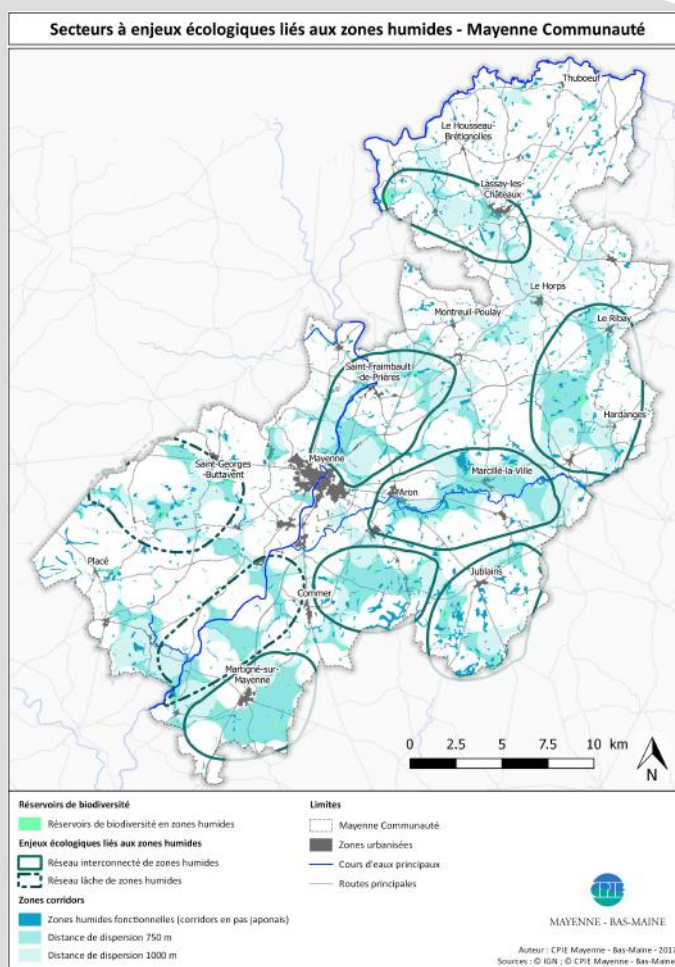 Secteurs à enjeux écologiques liés aux zones humides - Mayenne Communauté
Thuboeuf
Le Housseau-
Brétignolles
Lassay-les-
Châteaux
Le Horps
Montreuil-Poulay
Le Ribay
Saint-Fraimbault
de-Prières
Hardanges
Mayenne
Saint-Georges-
Buttavent
Marcillé-la-Ville
Aron
Placé
Jublains
Commer
Martigné-sur-
Mayenne
0 2.5 5 7.5 10 km
N
Réservoirs de biodiversité
Réservoirs de biodiversité en zones humides
Enjeux écologiques liés aux zones humides
Réseau interconnecté de zones humides
Réseau lâche de zones humides
Zones corridors
Zones humides fonctionnelles (corridors en pas japonais)
Distance de dispersion 750 m
Distance de dispersion 1000 m
Limites
Mayenne Communauté
Zones urbanisées
Cours d'eaux principaux
Routes principales
CPIE
MAYENNE - BAS-MAINE
Auteur : CPIE Mayenne - Bas-Maine - 2017
Sources : © IGN ; © CPIE Mayenne - Bas-Maine